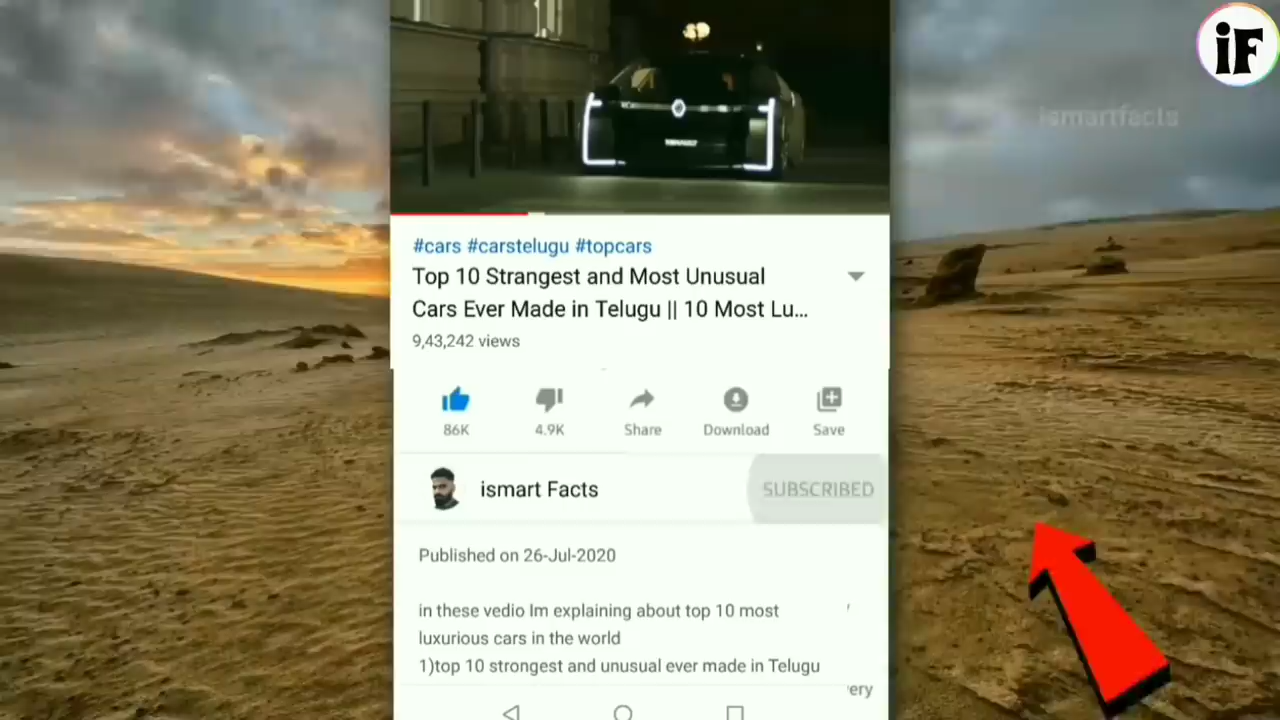 iF
ismartfacts
RENAULT
#cars #carstelugu #topcars
Top 10 Strangest and Most Unusual
Cars Ever Made in Telugu || 10 Most Lu...
9,43,242 views
86K 4.9K Share Download Save
ismart Facts SUBSCRIBED
Published on 26-Jul-2020
in these vedio Im explaining about top 10 most
luxurious cars in the world
1)top 10 strongest and unusual ever made in Telugu
ery